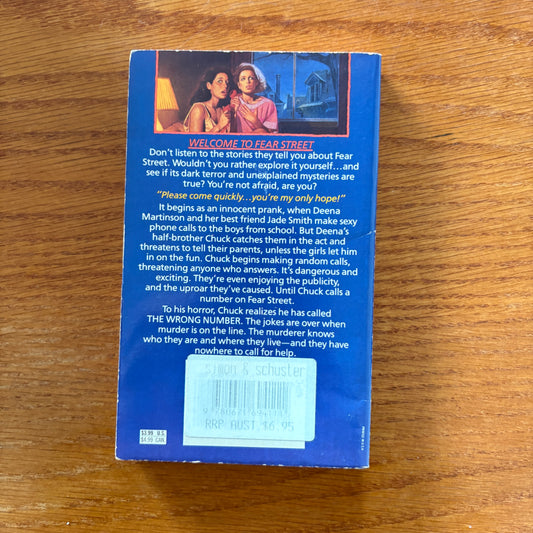 WELCOME TO FEAR STREET
Don't listen to the stories they tell you about Fear
Street. Wouldn't you rather explore it yourself...and
see if its dark terror and unexplained mysteries are
true? You're not afraid, are you?
"Please come quickly...you're my only hope!"
It begins as an innocent prank, when Deena
Martinson and her best friend Jade Smith make sexy
phone calls to the boys from school. But Deena's
half-brother Chuck catches them in the act and
threatens to tell their parents, unless the girls let him
in on the fun. Chuck begins making random calls,
threatening anyone who answers. It's dangerous and
exciting. They're even enjoying the publicity,
and the uproar they've caused. Until Chuck calls a
number on Fear Street.
To his horror, Chuck realizes he has called
THE WRONG NUMBER. The jokes are over when
murder is on the line. The murderer knows
who they are and where they live—and they have
nowhere to call for help.
simon & schuster
RRP AUST $6.95
$3.99 U.S.
$4.99 CAN